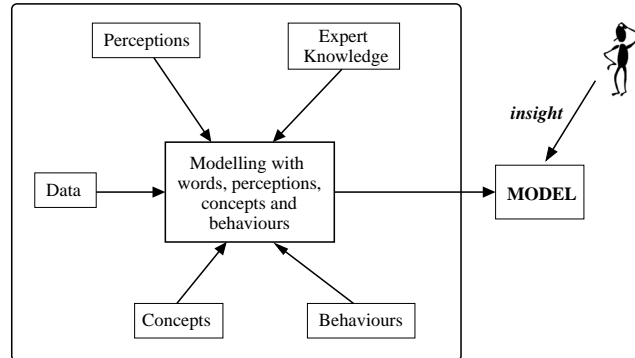 Perceptions
Expert
Knowledge
insight
Modelling with
words, perceptions,
concepts and
behaviours
Data
MODEL
Concepts
Behaviours